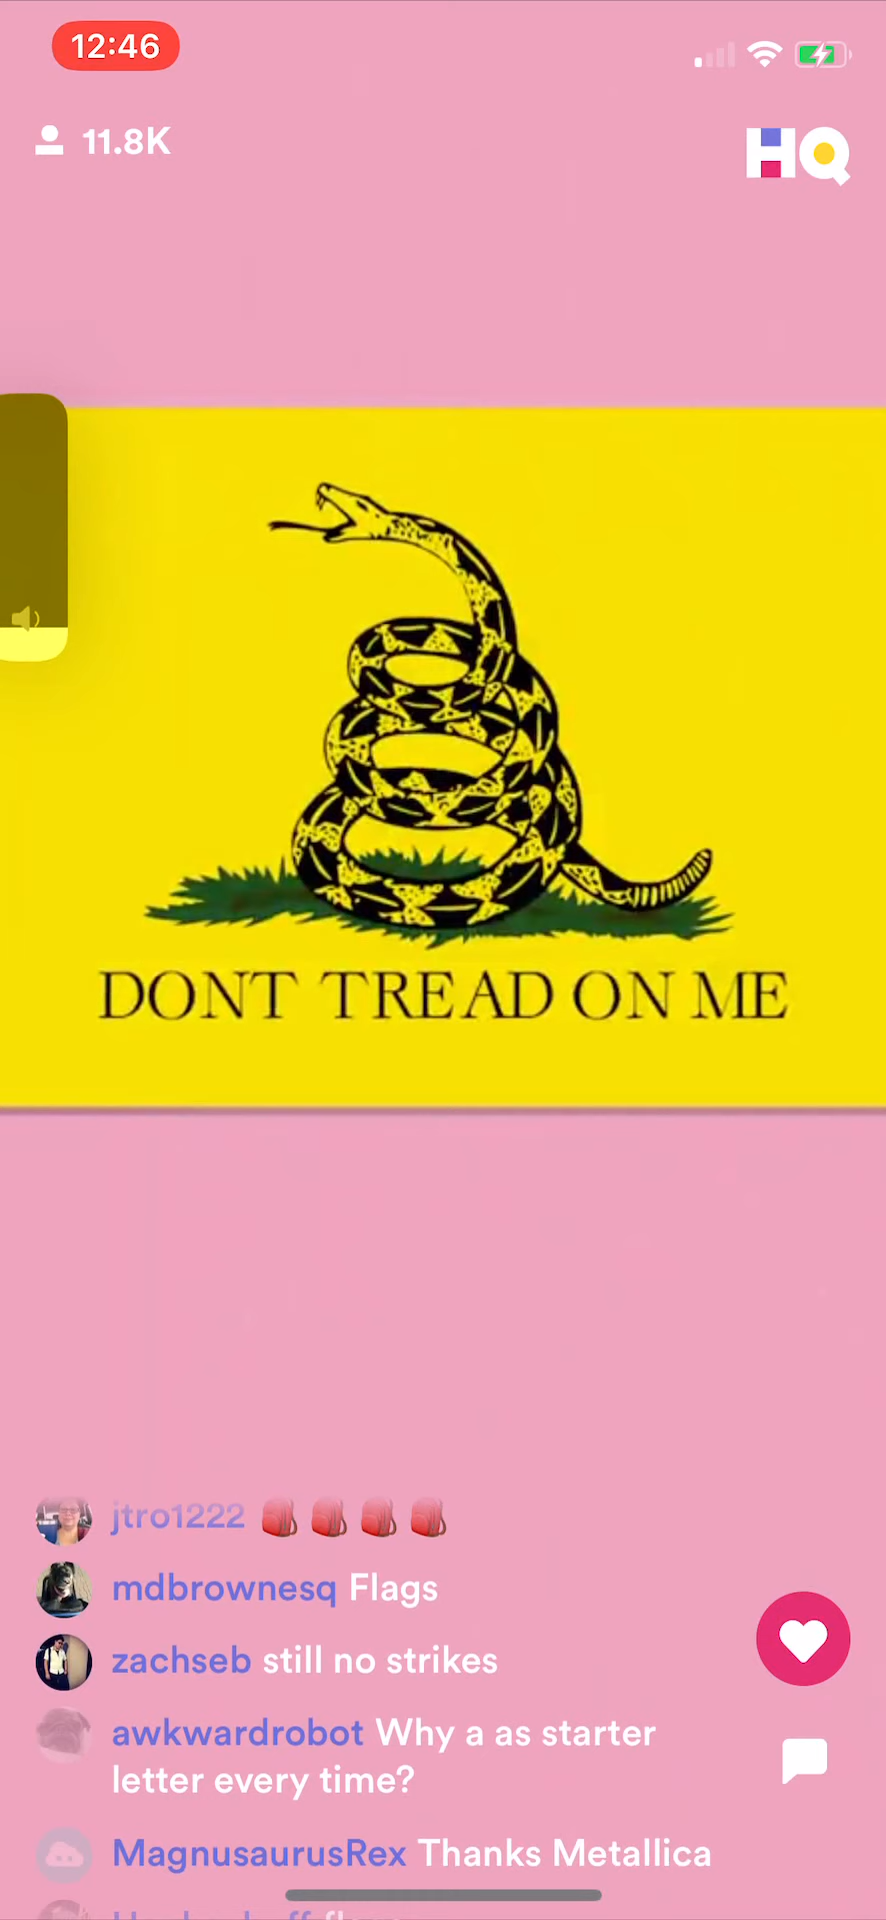 12:46
11.8K
HQ
DONT TREAD ON ME
jtro1222
mdbrownesq Flags
zachseb still no strikes
awkwardrobot Why a as starter
letter every time?
MagnusaurusRex Thanks Metallica